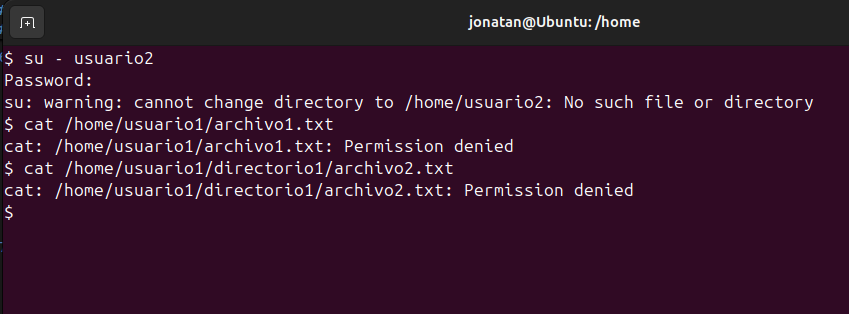 jonatan@Ubuntu: /home
$ su - usuario2
Password:
su: warning: cannot change directory to /home/usuario2: No such file or directory
$ cat /home/usuario1/archivo1.txt
cat: /home/usuario1/archivo1.txt: Permission denied
$ cat /home/usuario1/directorio1/archivo2.txt
cat: /home/usuario1/directorio1/archivo2.txt: Permission denied
$